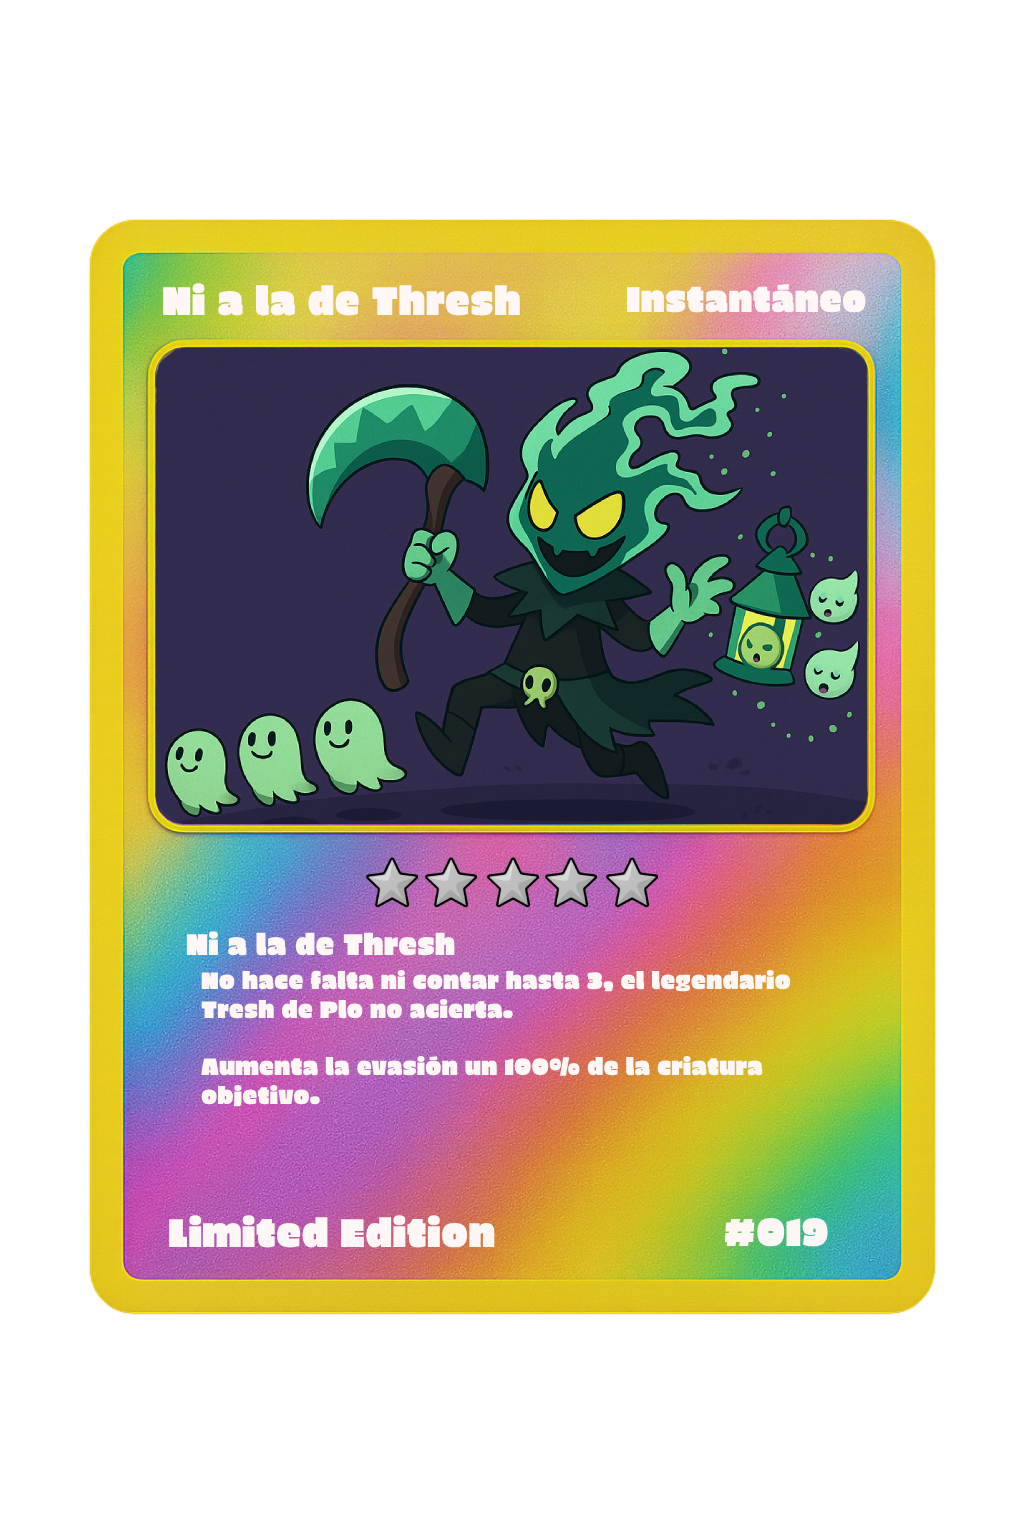 Ni a la de Thresh
Instantáneo
Ni a la de Thresh
No hace falta ni contar hasta 3, el legendario
Tresh de Plo no acierta.
Aumenta la evasión un 100% de la criatura
objetivo.
Limited Edition
#019